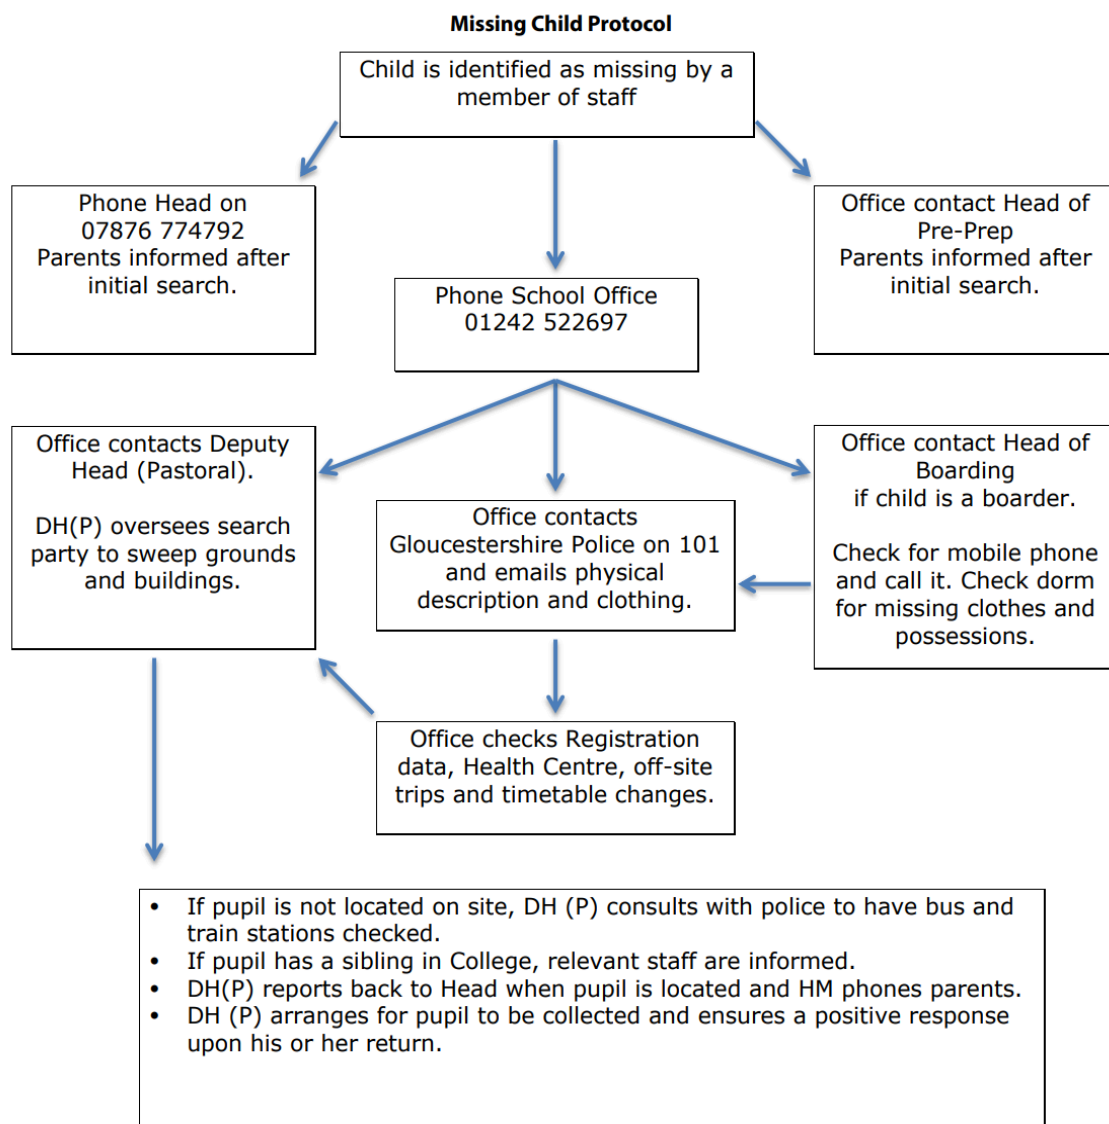 Missing Child Protocol
Child is identified as missing by a
member of staff
Phone Head on
07876 774792
Parents informed after
initial search.
Office contact Head of
Pre-Prep
Parents informed after
initial search.
Phone School Office
01242 522697
Office contacts Deputy
Head (Pastoral).
DH(P) oversees search
party to sweep grounds
and buildings.
Office contacts
Gloucestershire Police on 101
and emails physical
description and clothing.
Office contact Head of
Boarding
if child is a boarder.
Check for mobile phone
and call it. Check dorm
for missing clothes and
possessions.
Office checks Registration
data, Health Centre, off-site
trips and timetable changes.
• If pupil is not located on site, DH (P) consults with police to have bus and
train stations checked.
• If pupil has a sibling in College, relevant staff are informed.
• DH(P) reports back to Head when pupil is located and HM phones parents.
• DH (P) arranges for pupil to be collected and ensures a positive response
upon his or her return.